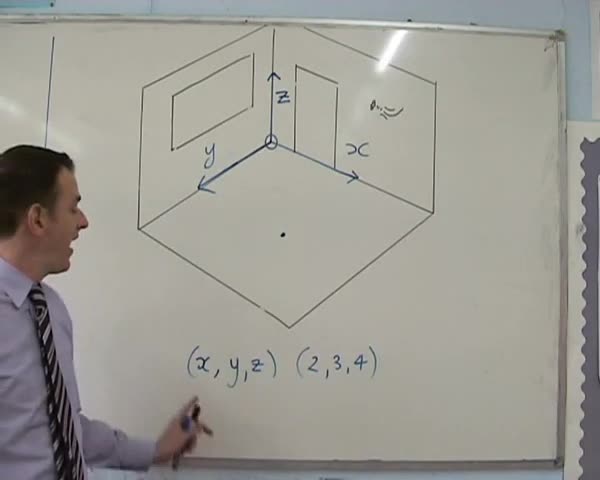 z
y
x
(x, y, z) (2, 3, 4)